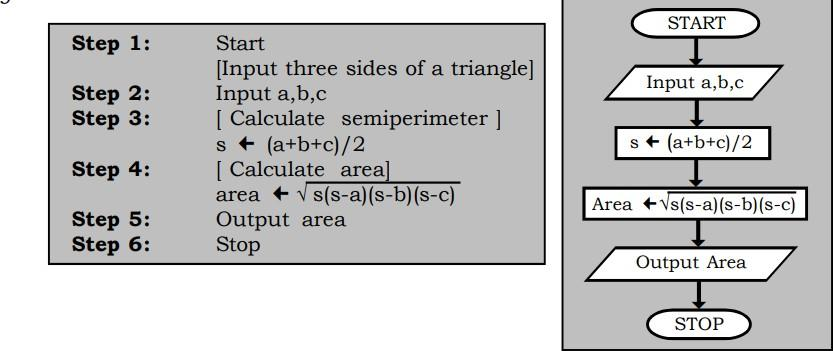 Step 1: Start
[Input three sides of a triangle]
Step 2: Input a,b,c
Step 3: [ Calculate semiperimeter ]
s ← (a+b+c)/2
Step 4: [ Calculate area]
area ← √s(s-a)(s-b)(s-c)
Step 5: Output area
Step 6: Stop
START
Input a,b,c
s ← (a+b+c)/2
Area ←√s(s-a)(s-b)(s-c)
Output Area
STOP